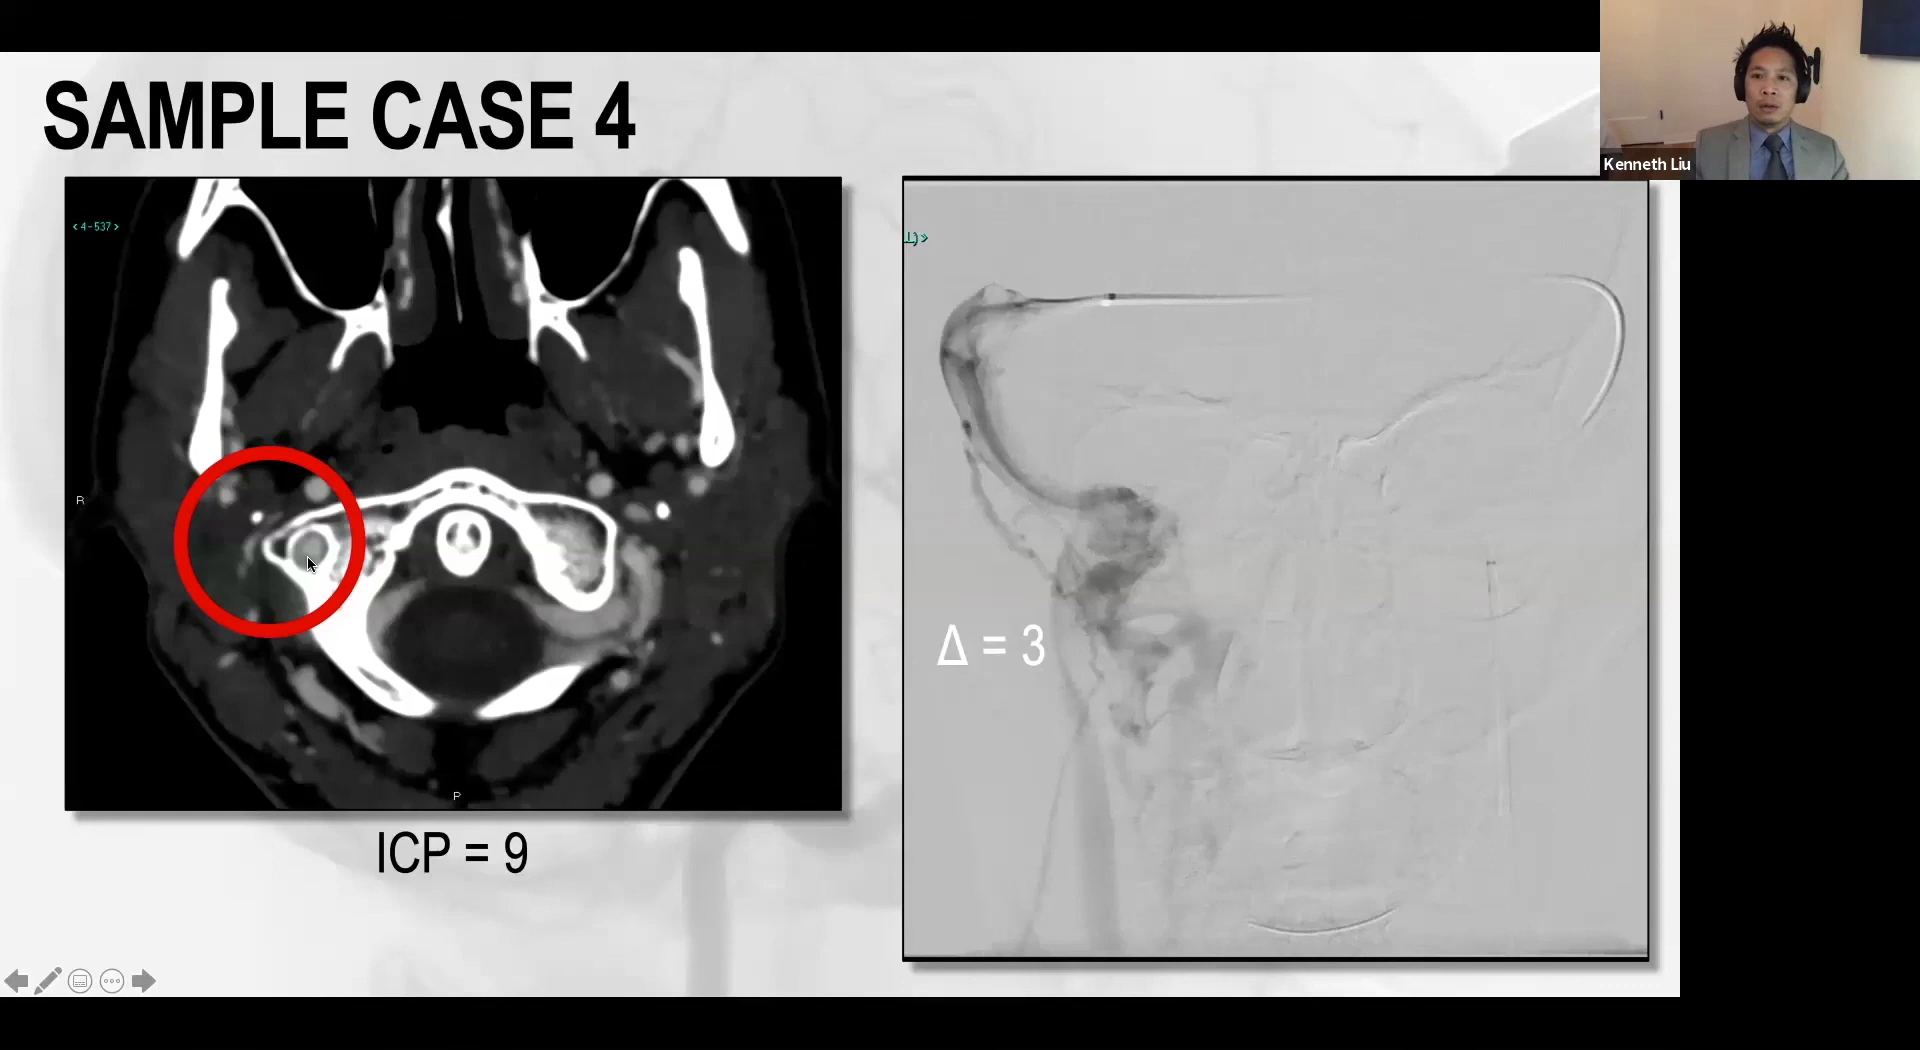 SAMPLE CASE 4
Kenneth Liu
<4-537>
R
P
ICP = 9
Δ = 3